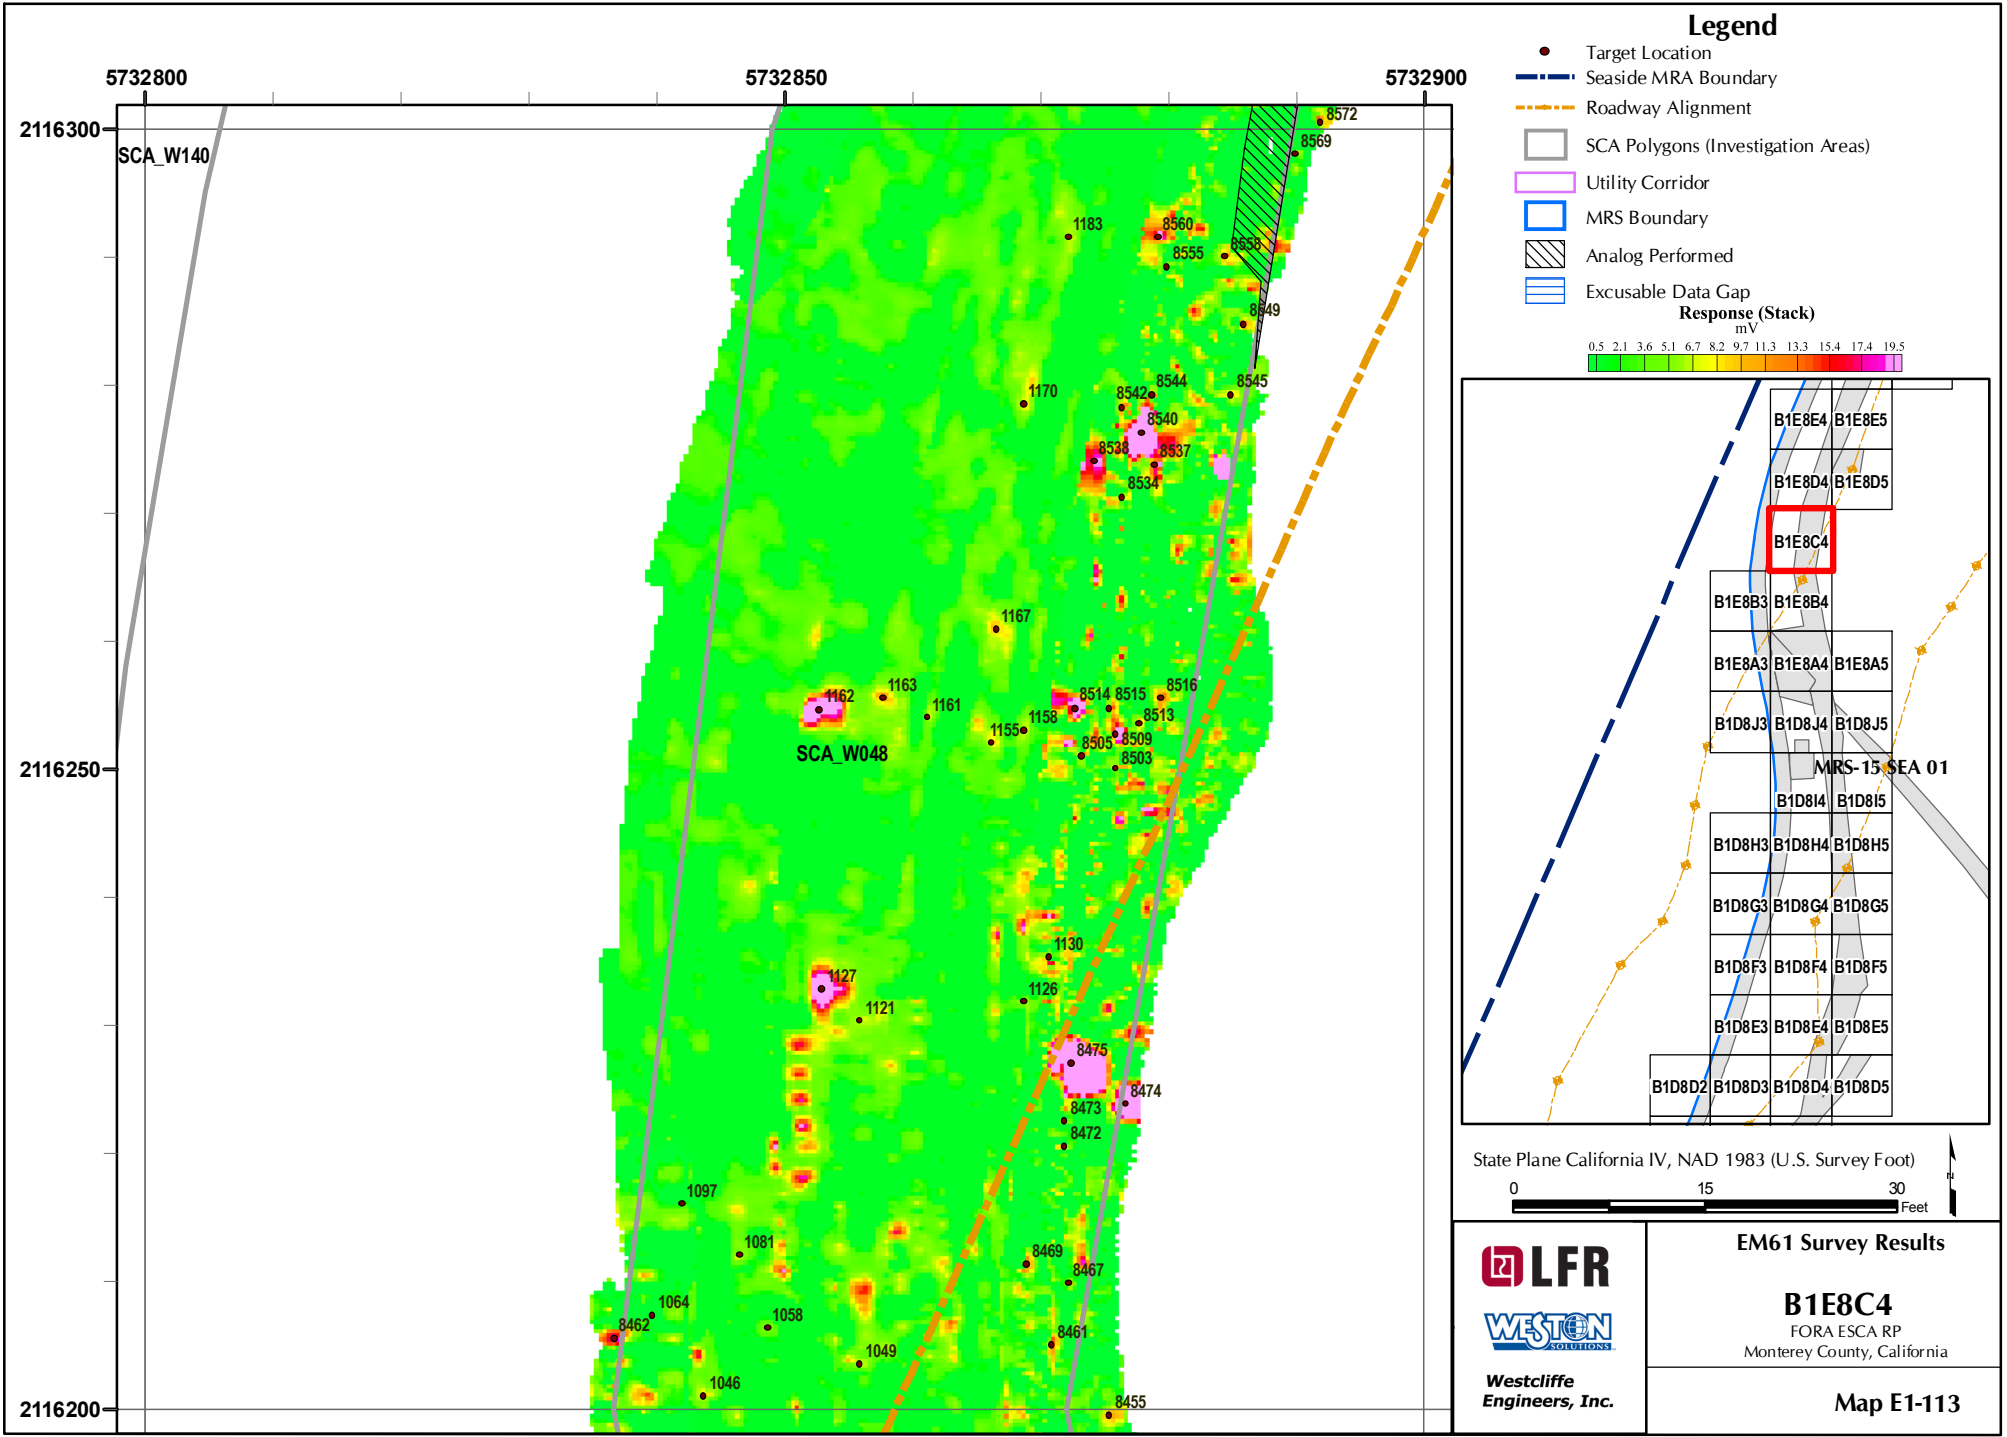 5732800
5732850
5732900
2116300
2116250
2116200
SCA_W140
SCA_W048
8572
8569
1183
8560
8558
8555
8549
1170
8542
8544
8545
8540
8538
8537
8534
1167
1162
1163
1161
8514
8515
8516
1158
8513
1155
8505
8509
8503
1130
1127
1126
1121
8475
8474
8473
8472
1097
1081
8469
8467
1064
8462
1058
8461
1049
1046
8455
Legend
Target Location
Seaside MRA Boundary
Roadway Alignment
SCA Polygons (Investigation Areas)
Utility Corridor
MRS Boundary
Analog Performed
Excusable Data Gap
Response (Stack)
mV
0.5 2.1 3.6 5.1 6.7 8.2 9.7 11.3 13.3 15.4 17.4 19.5
B1E8E4 B1E8E5
B1E8D4 B1E8D5
B1E8C4
B1E8B3 B1E8B4
B1E8A3 B1E8A4 B1E8A5
B1D8J3 B1D8J4 B1D8J5
MRS-15 SEA 01
B1D8I4 B1D8I5
B1D8H3 B1D8H4 B1D8H5
B1D8G3 B1D8G4 B1D8G5
B1D8F3 B1D8F4 B1D8F5
B1D8E3 B1D8E4 B1D8E5
B1D8D2 B1D8D3 B1D8D4 B1D8D5
State Plane California IV, NAD 1983 (U.S. Survey Foot)
0 15 30
Feet
N
LFR
WESTON
SOLUTIONS
Westcliffe
Engineers, Inc.
EM61 Survey Results
B1E8C4
FORA ESCA RP
Monterey County, California
Map E1-113